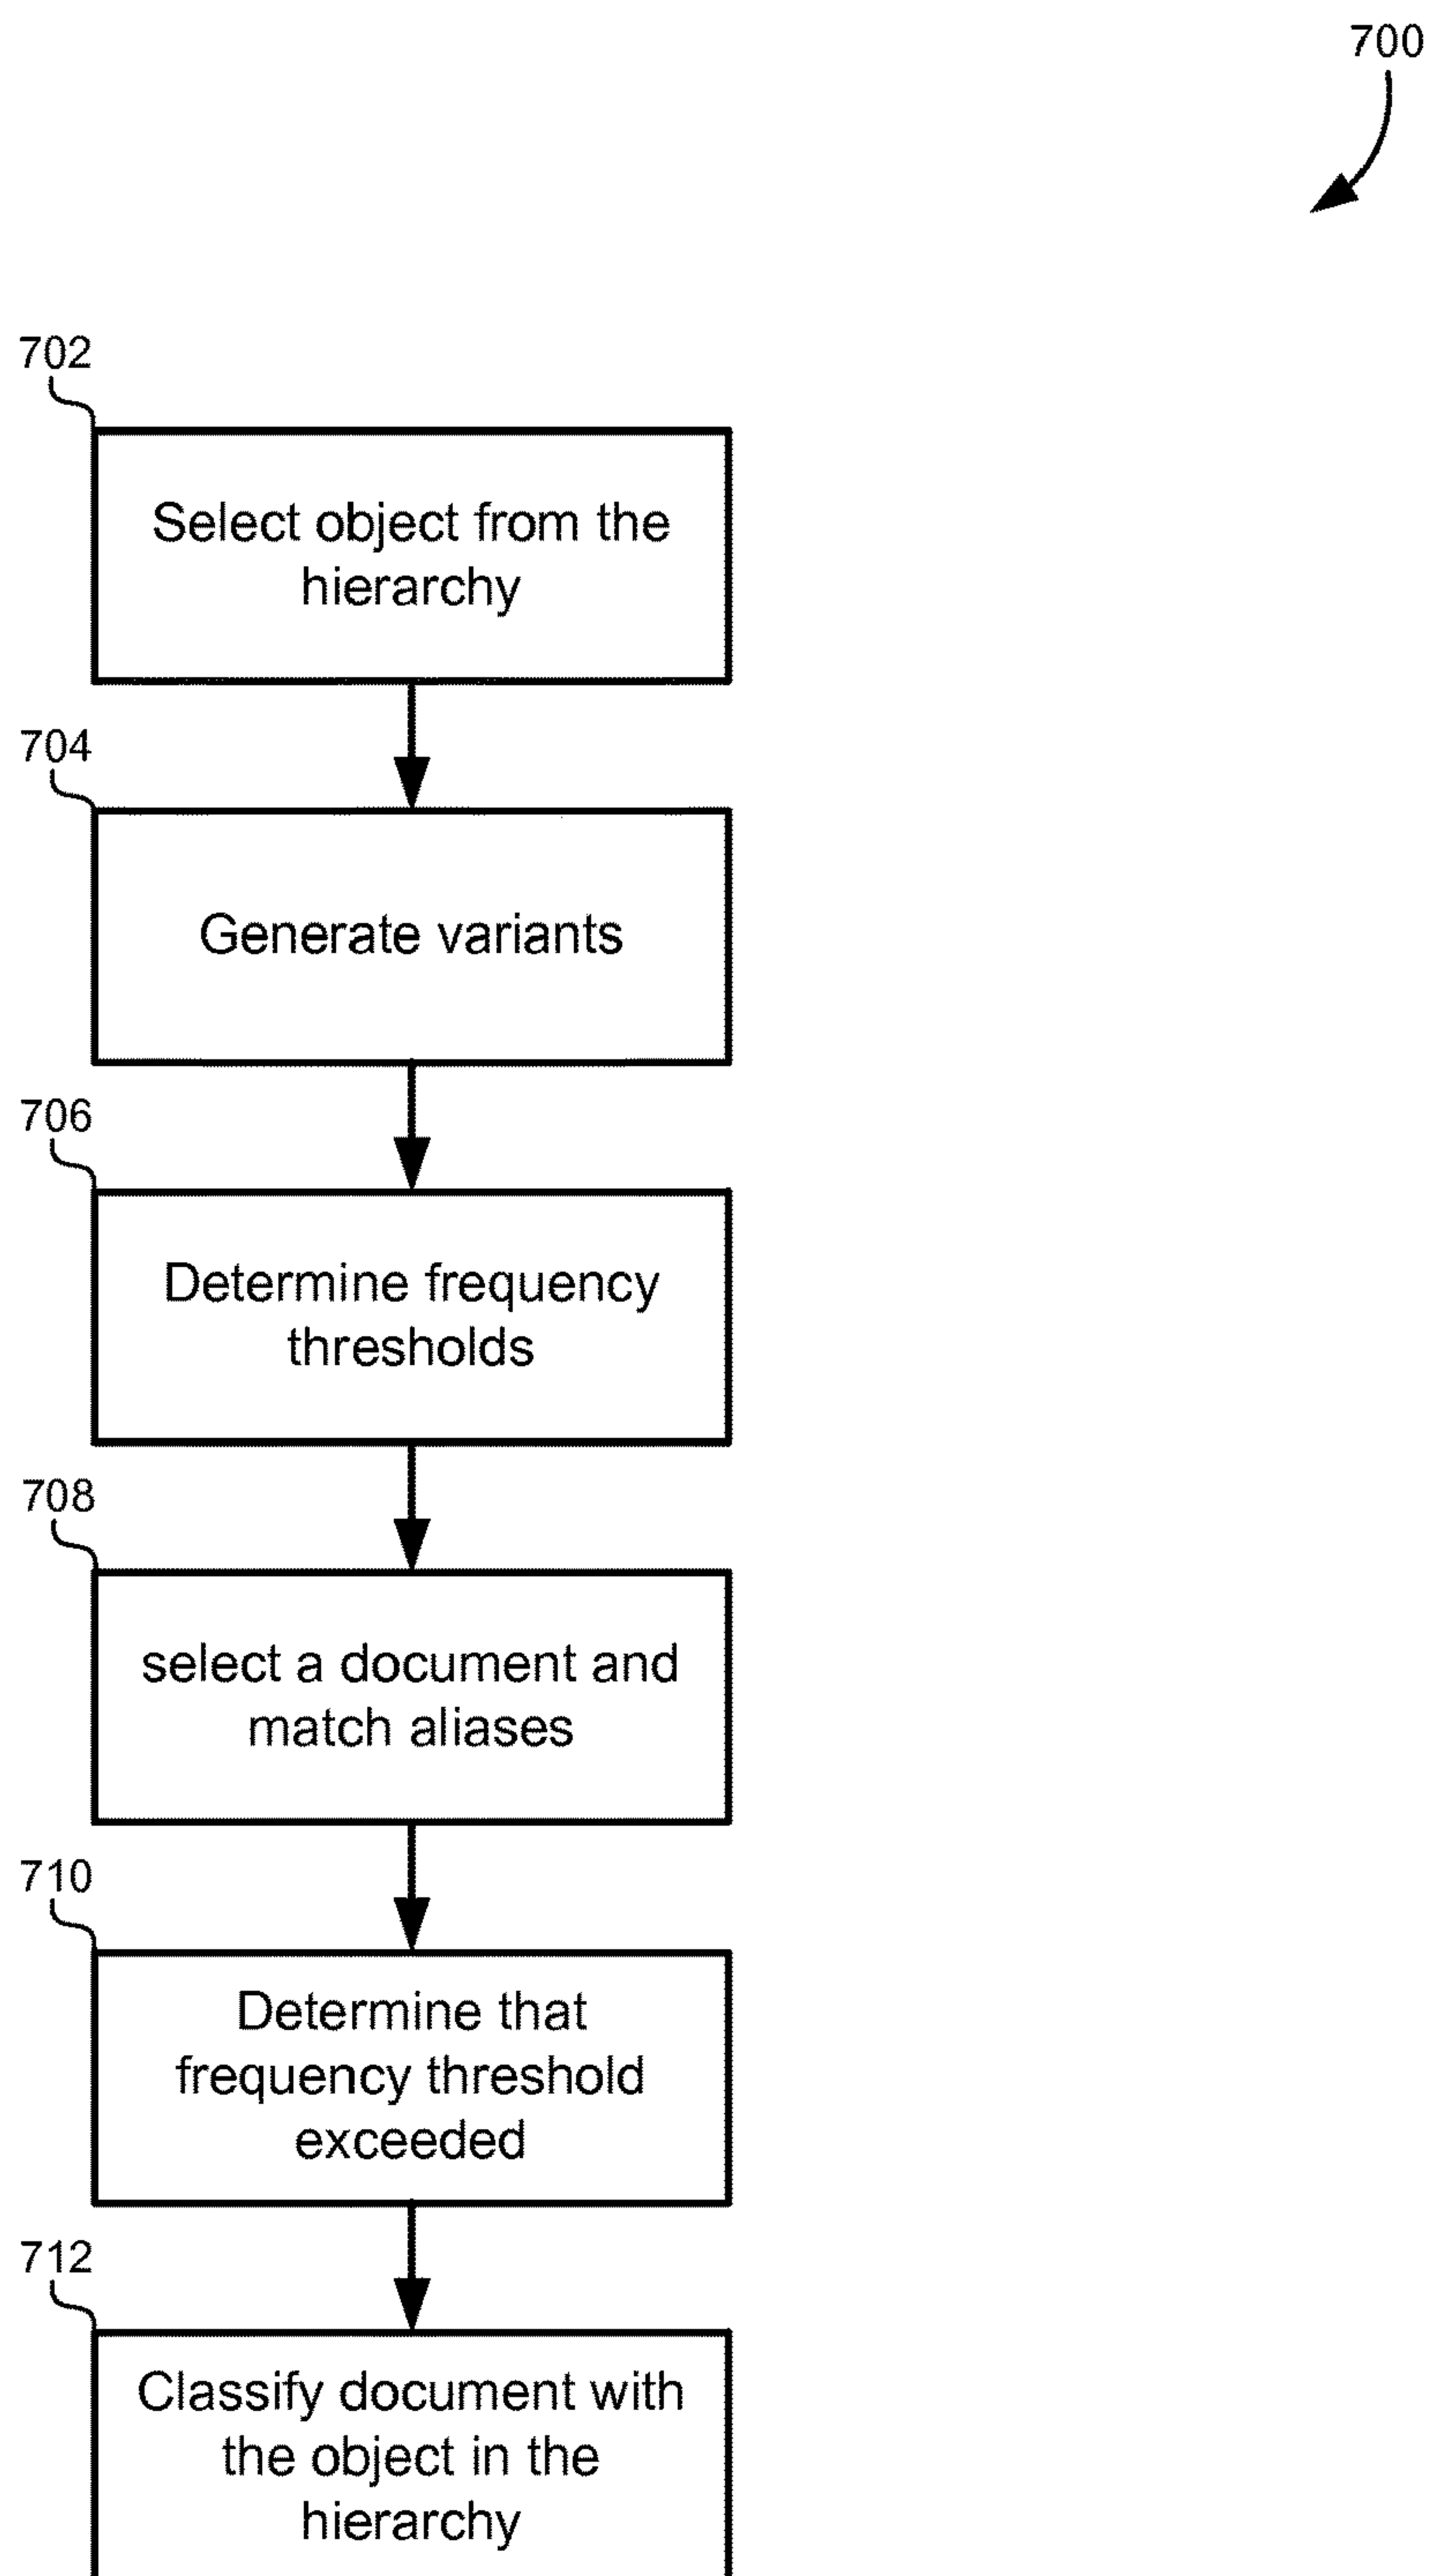 700
702
Select object from the
hierarchy
704
Generate variants
706
Determine frequency
thresholds
708
select a document and
match aliases
710
Determine that
frequency threshold
exceeded
712
Classify document with
the object in the
hierarchy